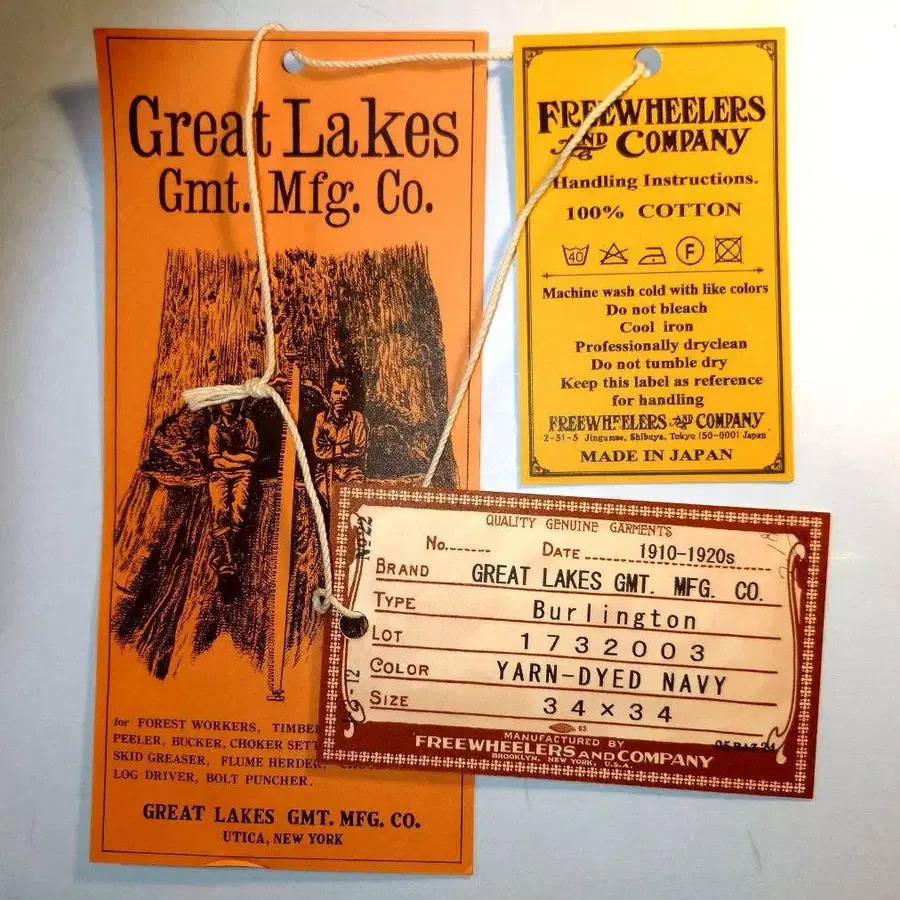 Great Lakes
Gmt. Mfg. Co.
for FOREST WORKERS, TIMBE
PEELER, BUCKER, CHOKER SETT
SKID GREASER, FLUME HERDER,
LOG DRIVER, BOLT PUNCHER.
GREAT LAKES GMT. MFG. CO.
UTICA, NEW YORK
FREEWHEELERS
AND COMPANY
Handling Instructions.
100% COTTON
40 F
Machine wash cold with like colors
Do not bleach
Cool iron
Professionally dryclean
Do not tumble dry
Keep this label as reference
for handling
FREEWHEELERS AND COMPANY
2-31-3 Jingumae, Shibuya, Tokyo 150-0001 Japan
MADE IN JAPAN
QUALITY GENUINE GARMENTS
No....... DATE .......... 1910-1920s
BRAND GREAT LAKES GMT. MFG. CO.
TYPE Burlington
LOT 1732003
COLOR YARN-DYED NAVY
SIZE 34×34
63
MANUFACTURED BY
FREEWHEELERS AND COMPANY
BROOKLYN, NEW YORK, U.S.A.